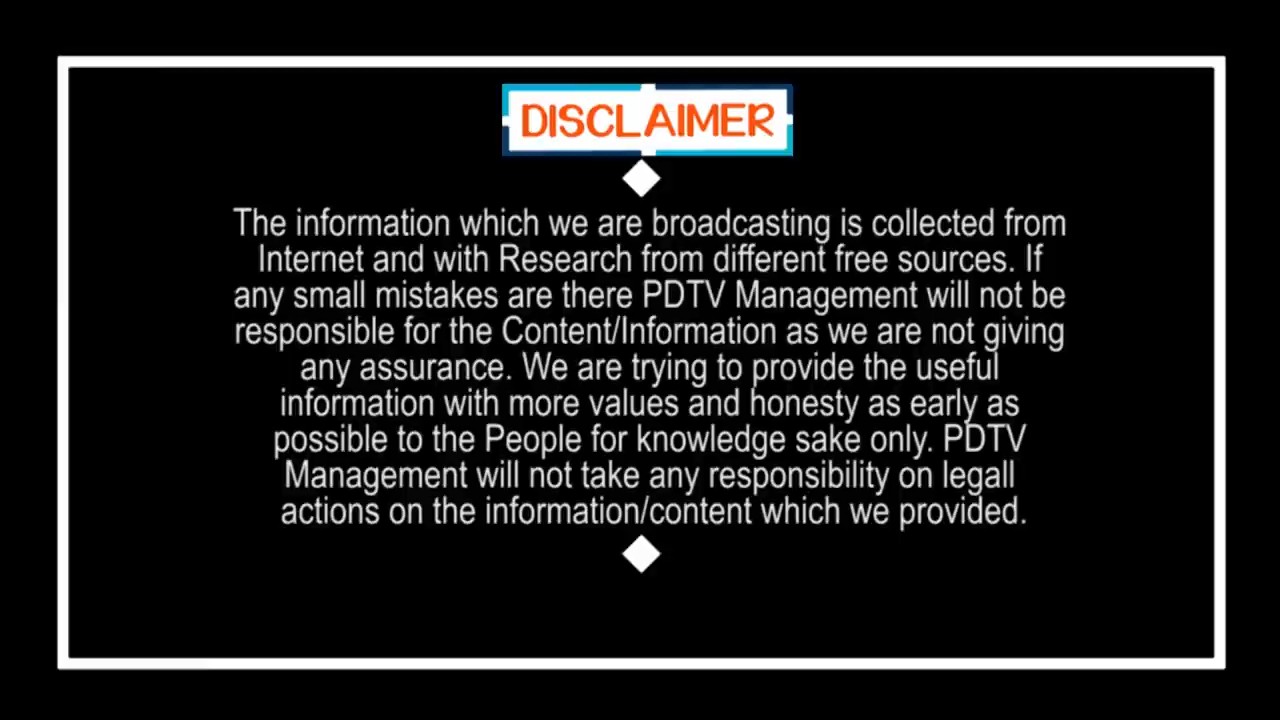 DISCLAIMER
The information which we are broadcasting is collected from
Internet and with Research from different free sources. If
any small mistakes are there PDTV Management will not be
responsible for the Content/Information as we are not giving
any assurance. We are trying to provide the useful
information with more values and honesty as early as
possible to the People for knowledge sake only. PDTV
Management will not take any responsibility on legall
actions on the information/content which we provided.